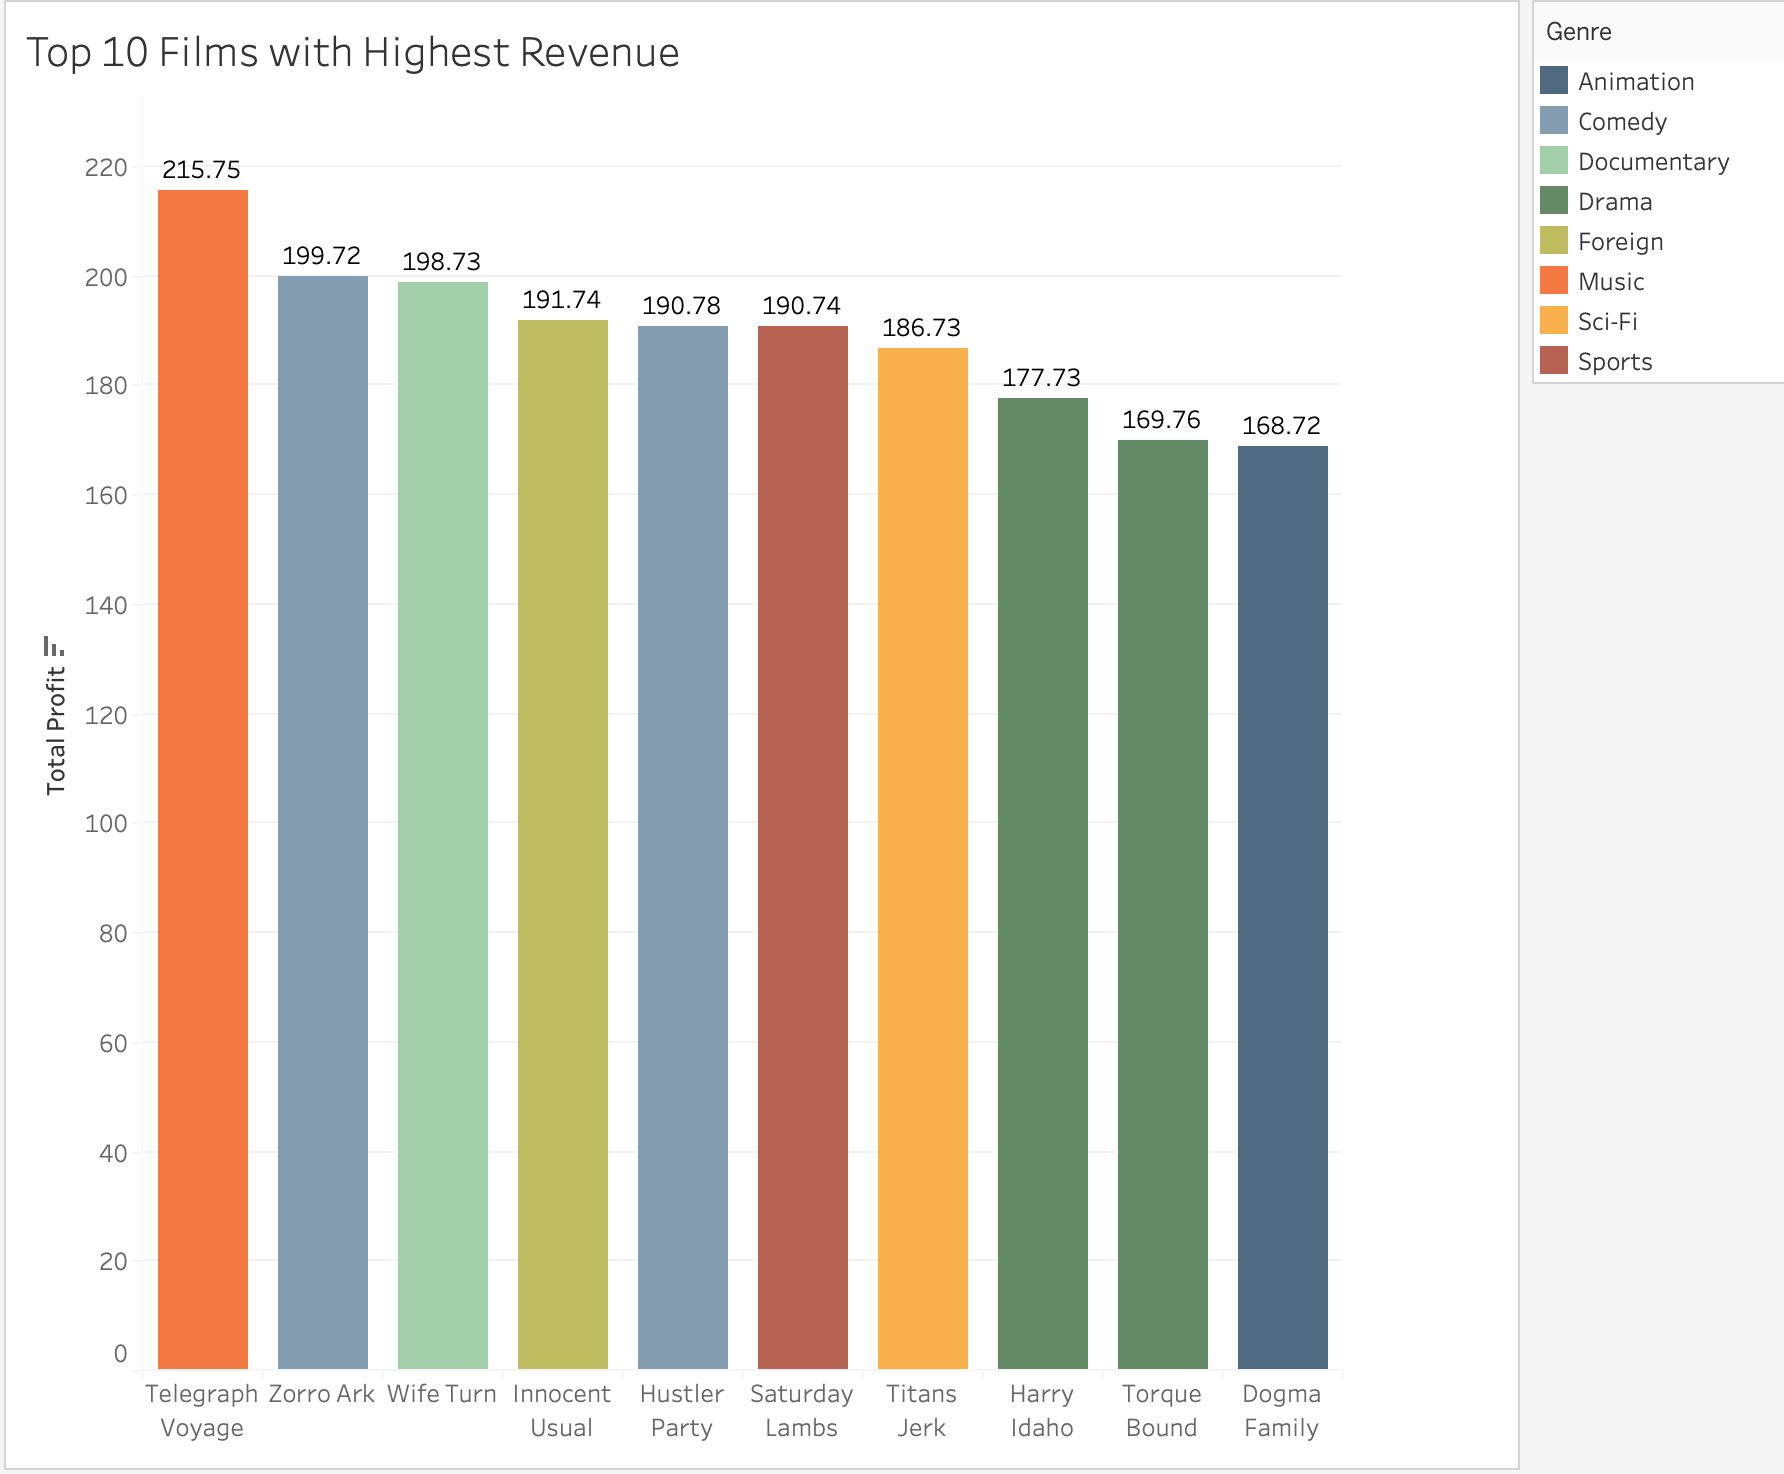 Top 10 Films with Highest Revenue
Total Profit
220
200
180
160
140
120
100
80
60
40
20
0
215.75
199.72
198.73
191.74
190.78
190.74
186.73
177.73
169.76
168.72
Telegraph Voyage
Zorro Ark
Wife Turn
Innocent Usual
Hustler Party
Saturday Lambs
Titans Jerk
Harry Idaho
Torque Bound
Dogma Family
Genre
Animation
Comedy
Documentary
Drama
Foreign
Music
Sci-Fi
Sports